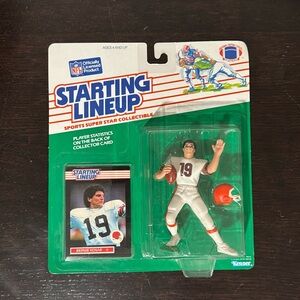 AGES 4 AND UP
NFL
Officially
Licensed
Product
STARTING
LINEUP
SPORTS SUPER STAR COLLECTIBLE
PLAYER STATISTICS
ON THE BACK OF
COLLECTOR CARD
STARTING
LINEUP
19
BERNIE KOSAR
19
Kenner